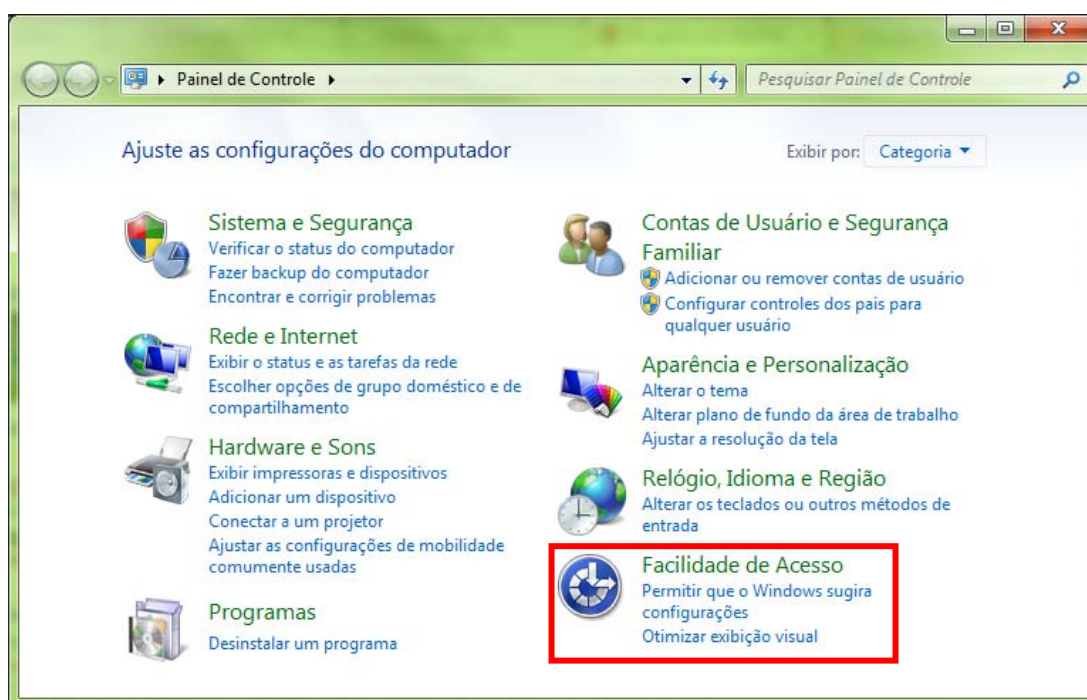 Painel de Controle
Pesquisar Painel de Controle
Ajuste as configurações do computador
Exibir por: Categoria
Sistema e Segurança
Verificar o status do computador
Fazer backup do computador
Encontrar e corrigir problemas
Rede e Internet
Exibir o status e as tarefas da rede
Escolher opções de grupo doméstico e de
compartilhamento
Hardware e Sons
Exibir impressoras e dispositivos
Adicionar um dispositivo
Conectar a um projetor
Ajustar as configurações de mobilidade
comumente usadas
Programas
Desinstalar um programa
Contas de Usuário e Segurança
Familiar
Adicionar ou remover contas de usuário
Configurar controles dos pais para
qualquer usuário
Aparência e Personalização
Alterar o tema
Alterar plano de fundo da área de trabalho
Ajustar a resolução da tela
Relógio, Idioma e Região
Alterar os teclados ou outros métodos de
entrada
Facilidade de Acesso
Permitir que o Windows sugira
configurações
Otimizar exibição visual